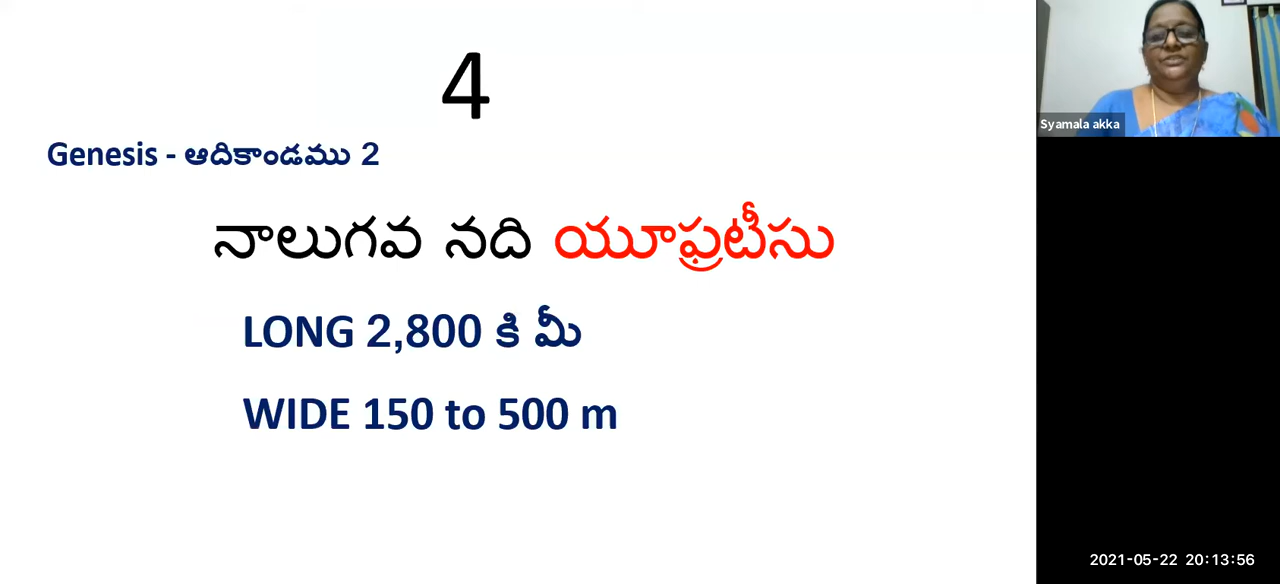 4
Genesis - ఆదికాండము 2
నాలుగవ నది యూఫ్రటీసు
LONG 2,800 కి మీ
WIDE 150 to 500 m
Syamala akka
2021-05-22 20:13:56